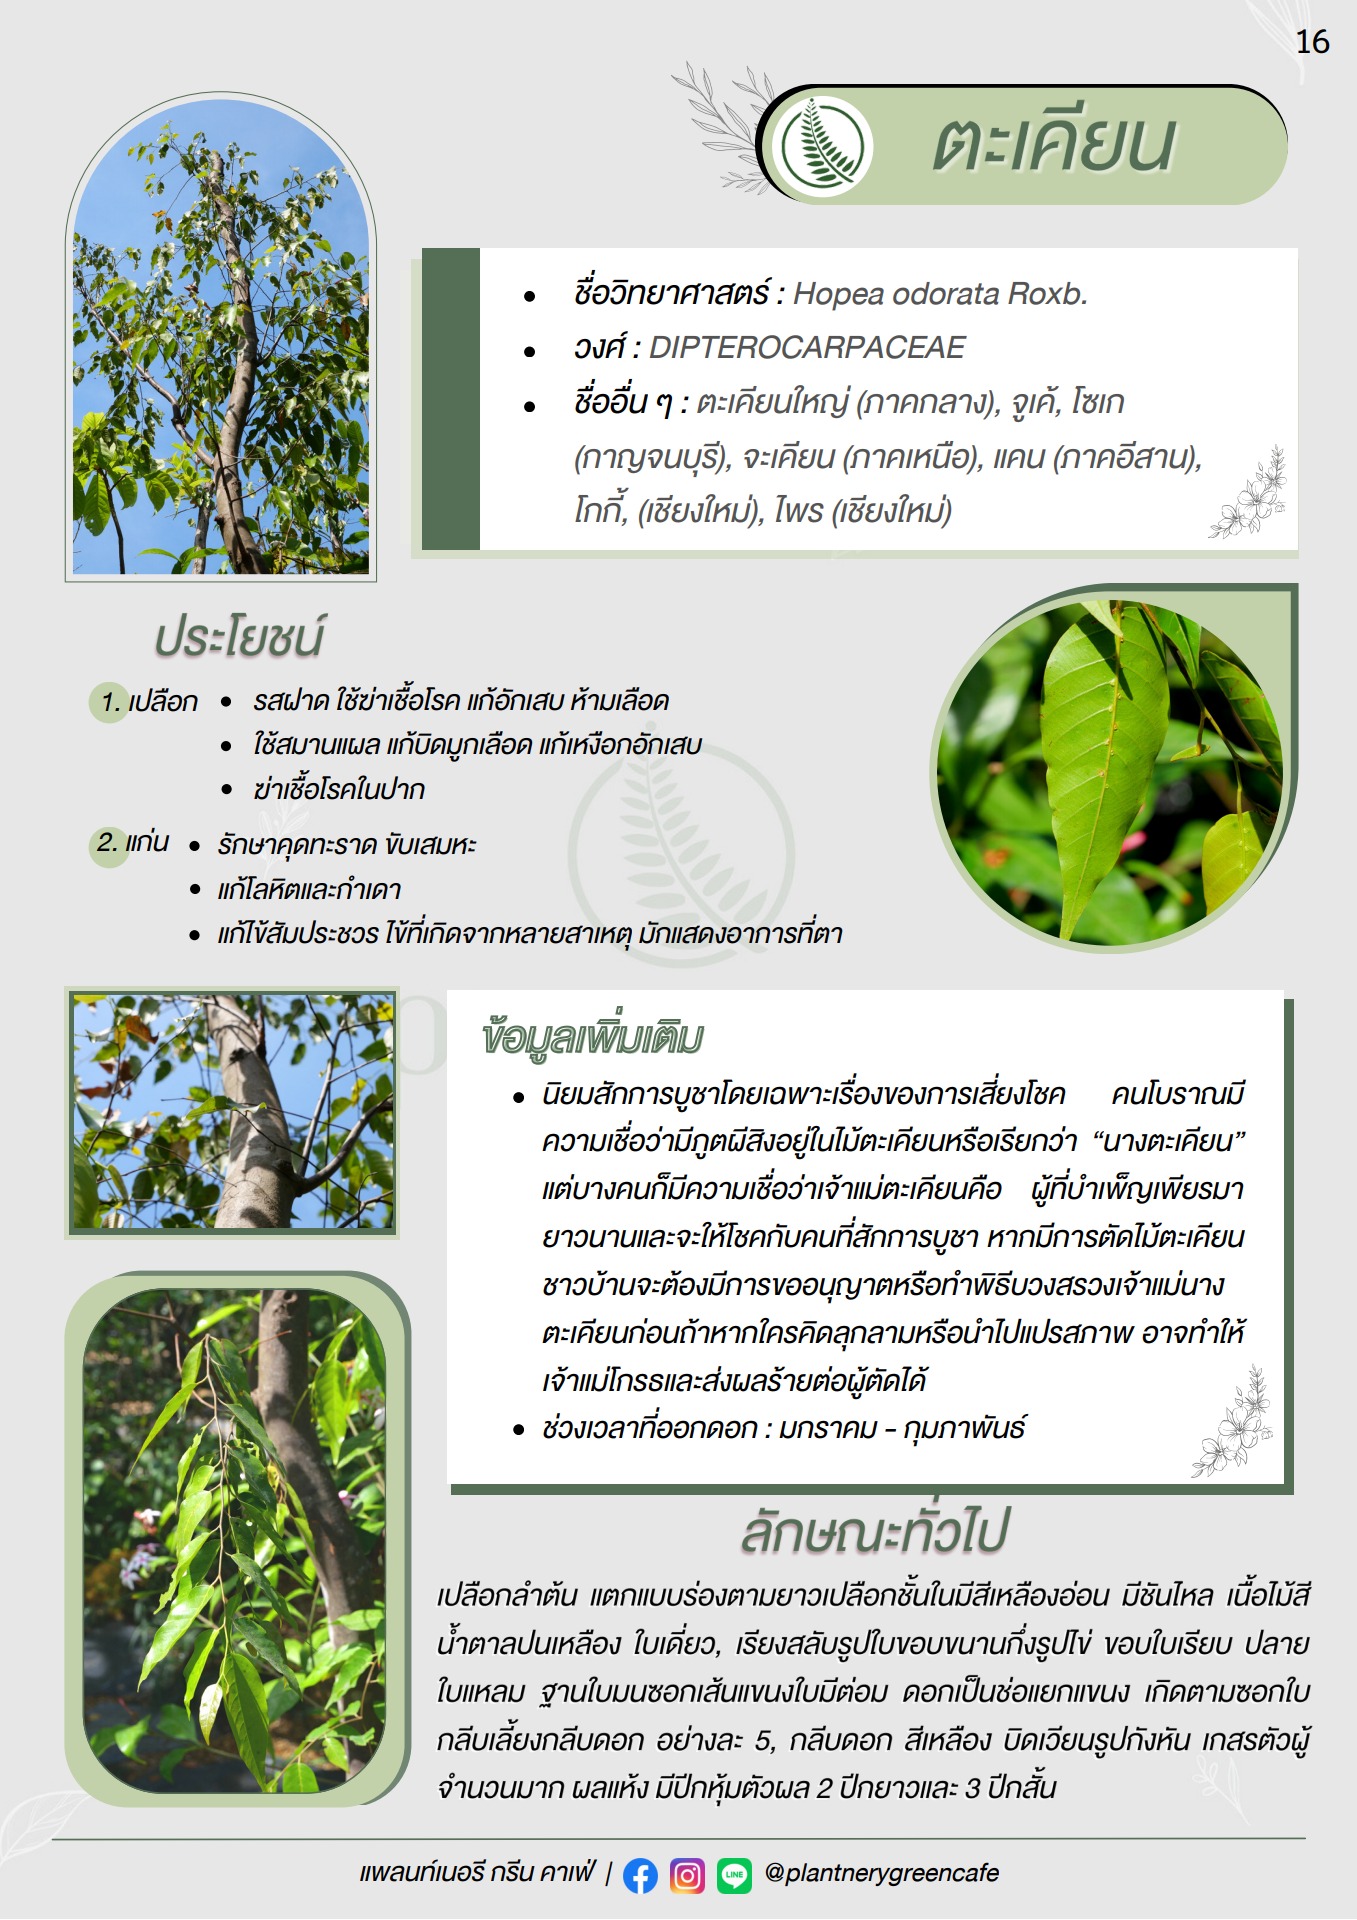 16
ตะเคียน
ชื่อวิทยาศาสตร์ : Hopea odorata Roxb.
วงศ์ : DIPTEROCARPACEAE
ชื่ออื่น ๆ : ตะเคียนใหญ่ (ภาคกลาง), จูเค้, โซเก
(กาญจนบุรี), จะเคียน (ภาคเหนือ), แคน (ภาคอีสาน),
โกกี้, (เชียงใหม่), ไพร (เชียงใหม่)
ประโยชน์
1. เปลือก • รสฝาด ใช้ฆ่าเชื้อโรค แก้อักเสบ ห้ามเลือด
• ใช้สมานแผล แก้บิดมูกเลือด แก้เหงือกอักเสบ
• ฆ่าเชื้อโรคในปาก
2. แก่น • รักษาคุดทะราด ขับเสมหะ
• แก้โลหิตและกำเดา
• แก้ไข้สัมประชวร ไข้ที่เกิดจากหลายสาเหตุ มักแสดงอาการที่ตา
ข้อมูลเพิ่มเติม
• นิยมสักการบูชาโดยเฉพาะเรื่องของการเสี่ยงโชค คนโบราณมี
ความเชื่อว่ามีภูตผีสิงอยู่ในไม้ตะเคียนหรือเรียกว่า “นางตะเคียน”
แต่บางคนก็มีความเชื่อว่าเจ้าแม่ตะเคียนคือ ผู้ที่บำเพ็ญเพียรมา
ยาวนานและจะให้โชคกับคนที่สักการบูชา หากมีการตัดไม้ตะเคียน
ชาวบ้านจะต้องมีการขออนุญาตหรือทำพิธีบวงสรวงเจ้าแม่นาง
ตะเคียนก่อนถ้าหากใครคิดลุกลามหรือนำไปแปรสภาพ อาจทำให้
เจ้าแม่โกรธและส่งผลร้ายต่อผู้ตัดได้
• ช่วงเวลาที่ออกดอก : มกราคม - กุมภาพันธ์
ลักษณะทั่วไป
เปลือกลำต้น แตกแบบร่องตามยาวเปลือกชั้นในมีสีเหลืองอ่อน มีชันไหล เนื้อไม้สี
น้ำตาลปนเหลือง ใบเดี่ยว, เรียงสลับรูปใบขอบขนานกึ่งรูปไข่ ขอบใบเรียบ ปลาย
ใบแหลม ฐานใบมนซอกเส้นแขนงใบมีต่อม ดอกเป็นช่อแยกแขนง เกิดตามซอกใบ
กลีบเลี้ยงกลีบดอก อย่างละ 5, กลีบดอก สีเหลือง บิดเวียนรูปกังหัน เกสรตัวผู้
จำนวนมาก ผลแห้ง มีปีกหุ้มตัวผล 2 ปีกยาวและ 3 ปีกสั้น
แพลนท์เนอรี กรีน คาเฟ่ | LINE @plantnerygreencafe